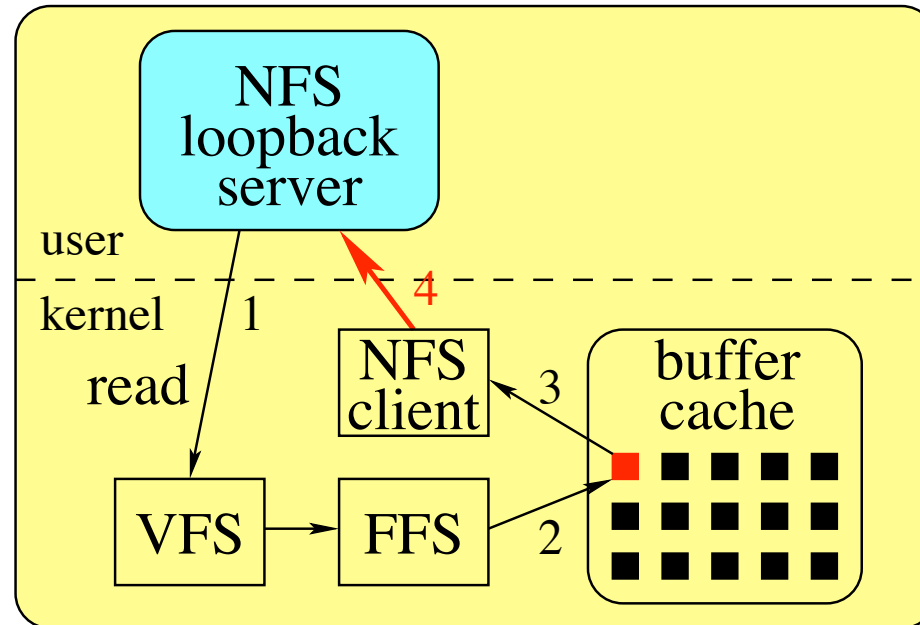 NFS
loopback
server
user
kernel
1
4
read
NFS
client
3
buffer
cache
VFS
FFS
2